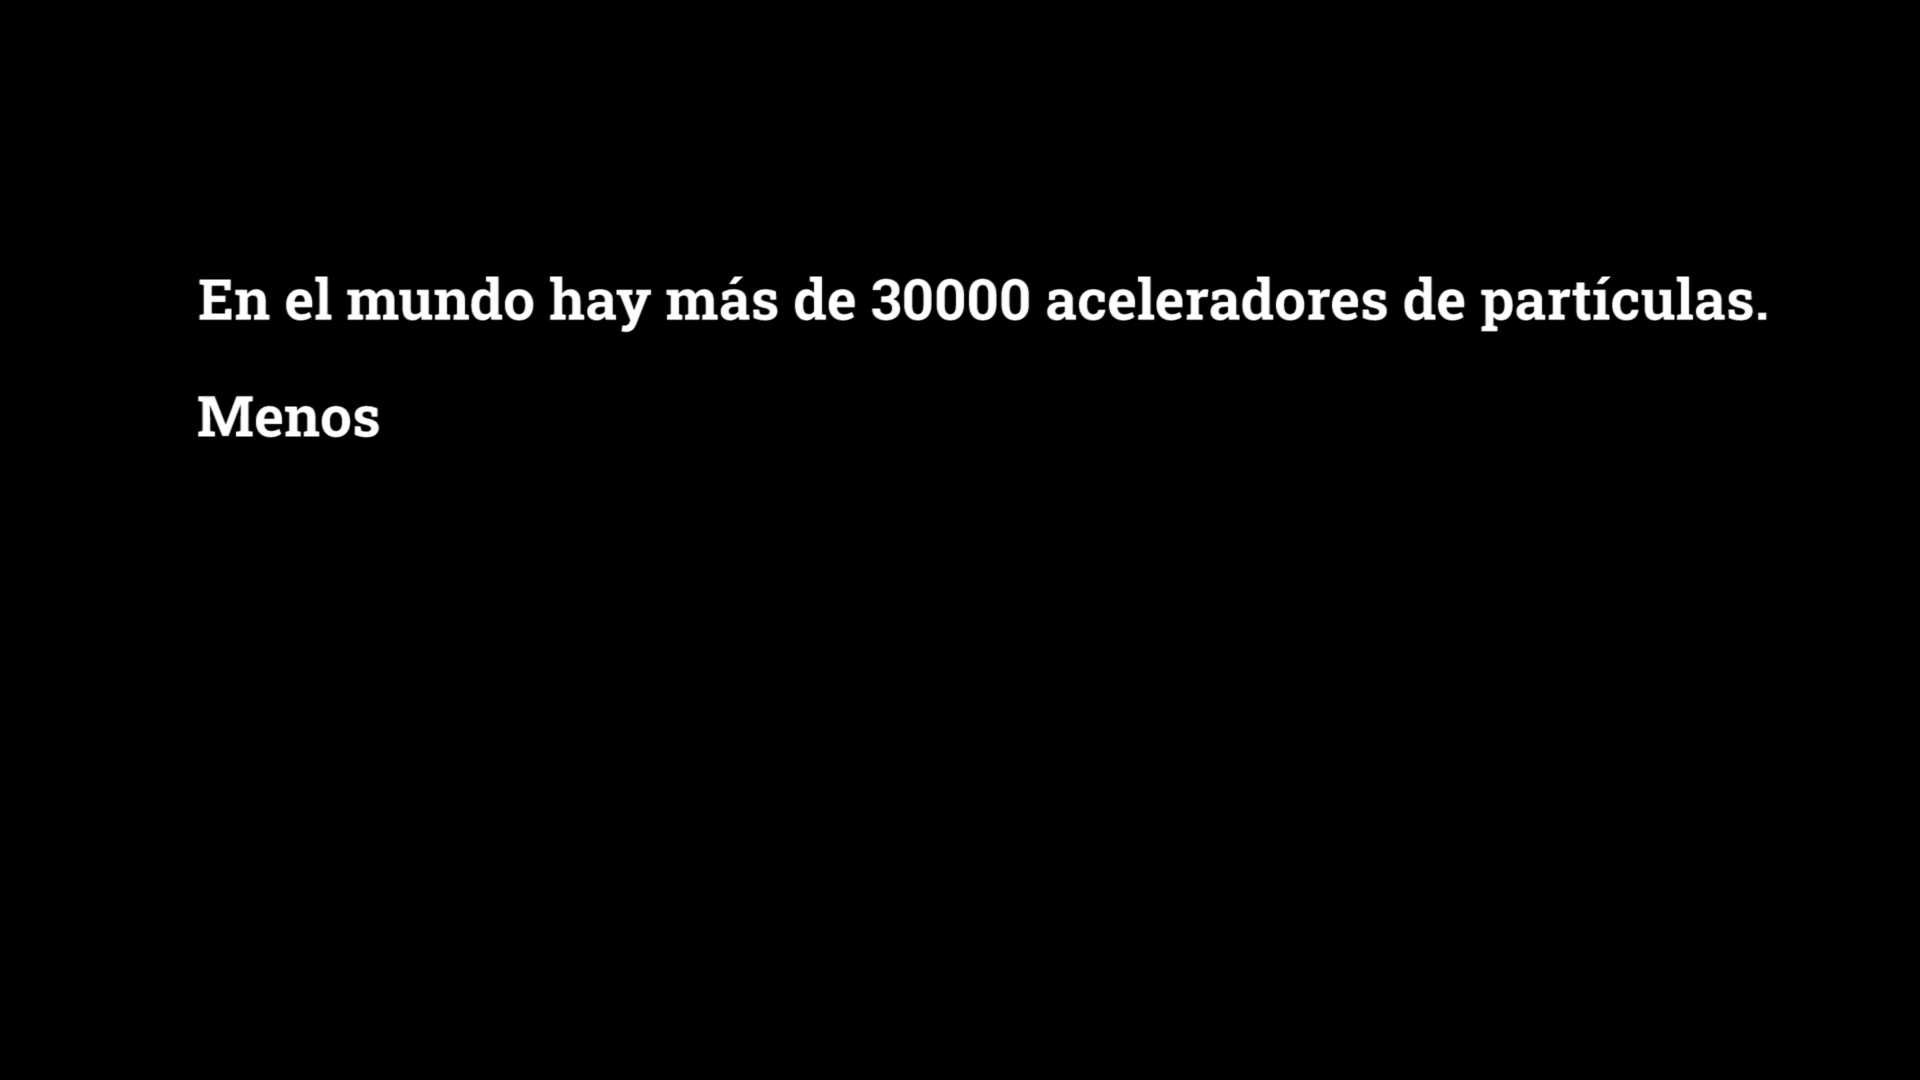 En el mundo hay más de 30000 aceleradores de partículas.
Menos